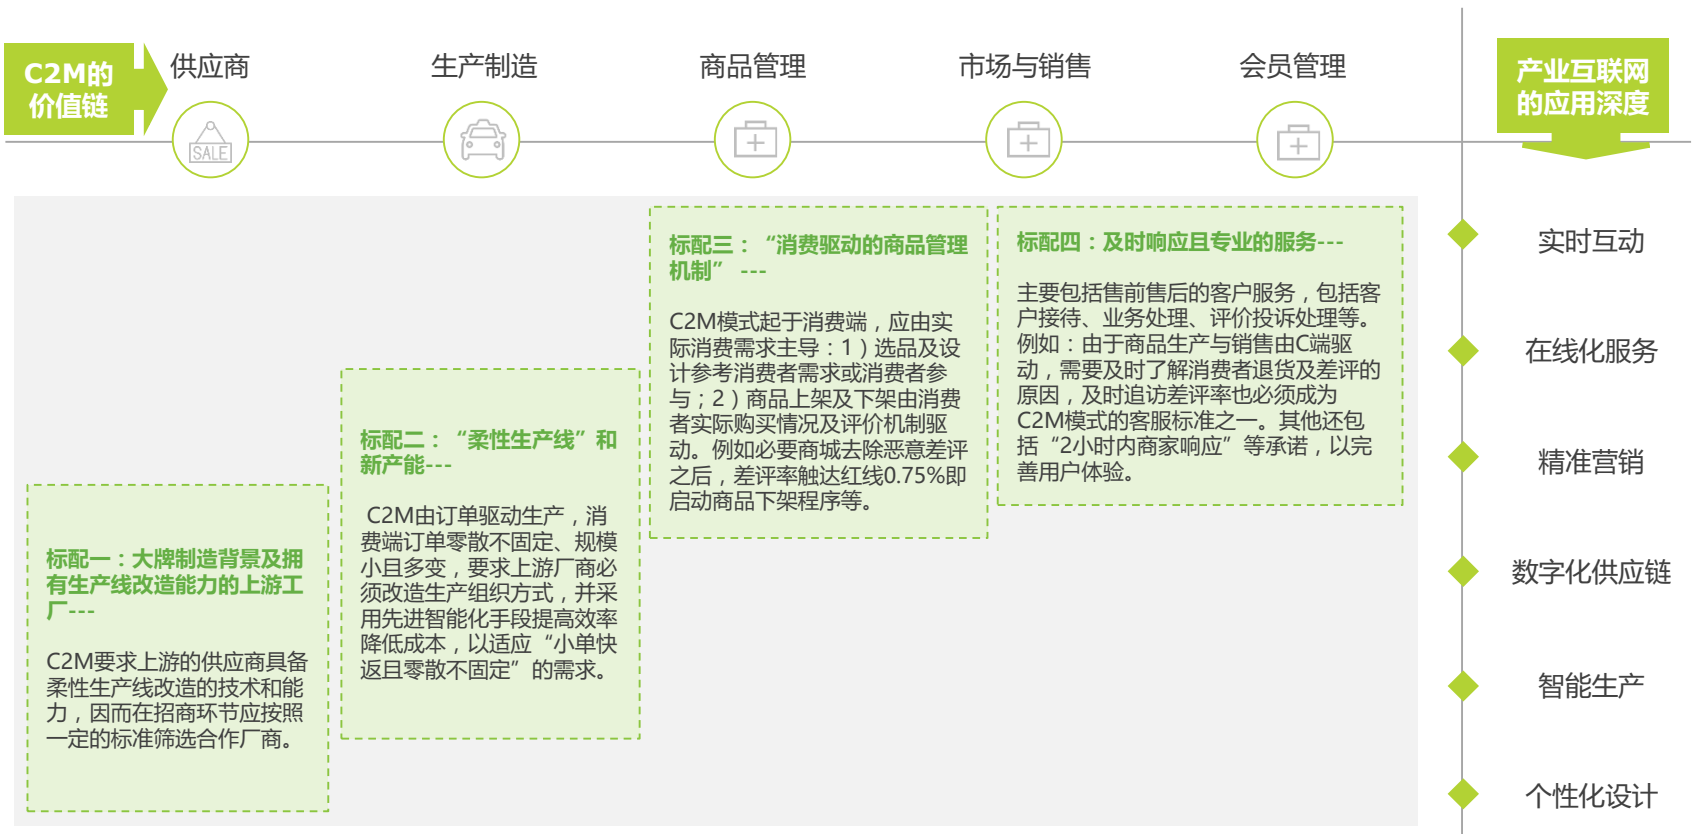 C2M的
价值链
供应商
生产制造
商品管理
市场与销售
会员管理
产业互联网
的应用深度
SALE
标配一：大牌制造背景及拥
有生产线改造能力的上游工
厂---
C2M要求上游的供应商具备
柔性生产线改造的技术和能
力，因而在招商环节应按照
一定的标准筛选合作厂商。
标配二：“柔性生产线”和
新产能---
C2M由订单驱动生产，消
费端订单零散不固定、规模
小且多变，要求上游厂商必
须改造生产组织方式，并采
用先进智能化手段提高效率
降低成本，以适应“小单快
返且零散不固定”的需求。
标配三：“消费驱动的商品管理
机制” ---
C2M模式起于消费端，应由实
际消费需求主导：1）选品及设
计参考消费者需求或消费者参
与；2）商品上架及下架由消费
者实际购买情况及评价机制驱
动。例如必要商城去除恶意差评
之后，差评率触达红线0.75%即
启动商品下架程序等。
标配四：及时响应且专业的服务---
主要包括售前售后的客户服务，包括客
户接待、业务处理、评价投诉处理等。
例如：由于商品生产与销售由C端驱
动，需要及时了解消费者退货及差评的
原因，及时追访差评率也必须成为
C2M模式的客服标准之一。其他还包
括“2小时内商家响应”等承诺，以完
善用户体验。
实时互动
在线化服务
精准营销
数字化供应链
智能生产
个性化设计